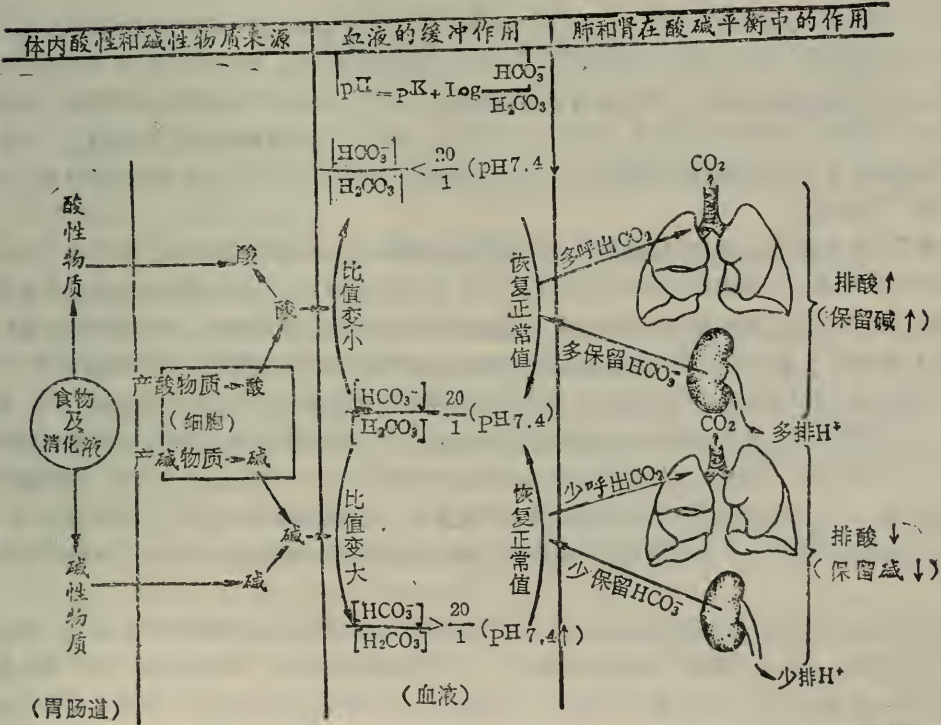 体内酸性和碱性物质来源
血液的缓冲作用
肺和肾在酸碱平衡中的作用
pH=pK+Log HCO₃⁻/H₂CO₃
[HCO₃⁻]/[H₂CO₃] < 20/1 (pH7.4↓
CO₂
酸性物质
酸
酸
比值变小
恢复正常值
多呼出CO₂
排酸↑
(保留碱↑)
多保留HCO₃⁻
食物及消化液
产酸物质→酸
(细胞)
产碱物质→碱
[HCO₃⁻]/[H₂CO₃] = 20/1 (pH7.4)
CO₂
多排H⁺
碱性物质
碱
碱
比值变大
恢复正常值
少呼出CO₂
排酸↓
(保留碱↓)
少保留HCO₃⁻
[HCO₃⁻]/[H₂CO₃] > 20/1 (pH7.4↑)
少排H⁺
(胃肠道)
(血液)